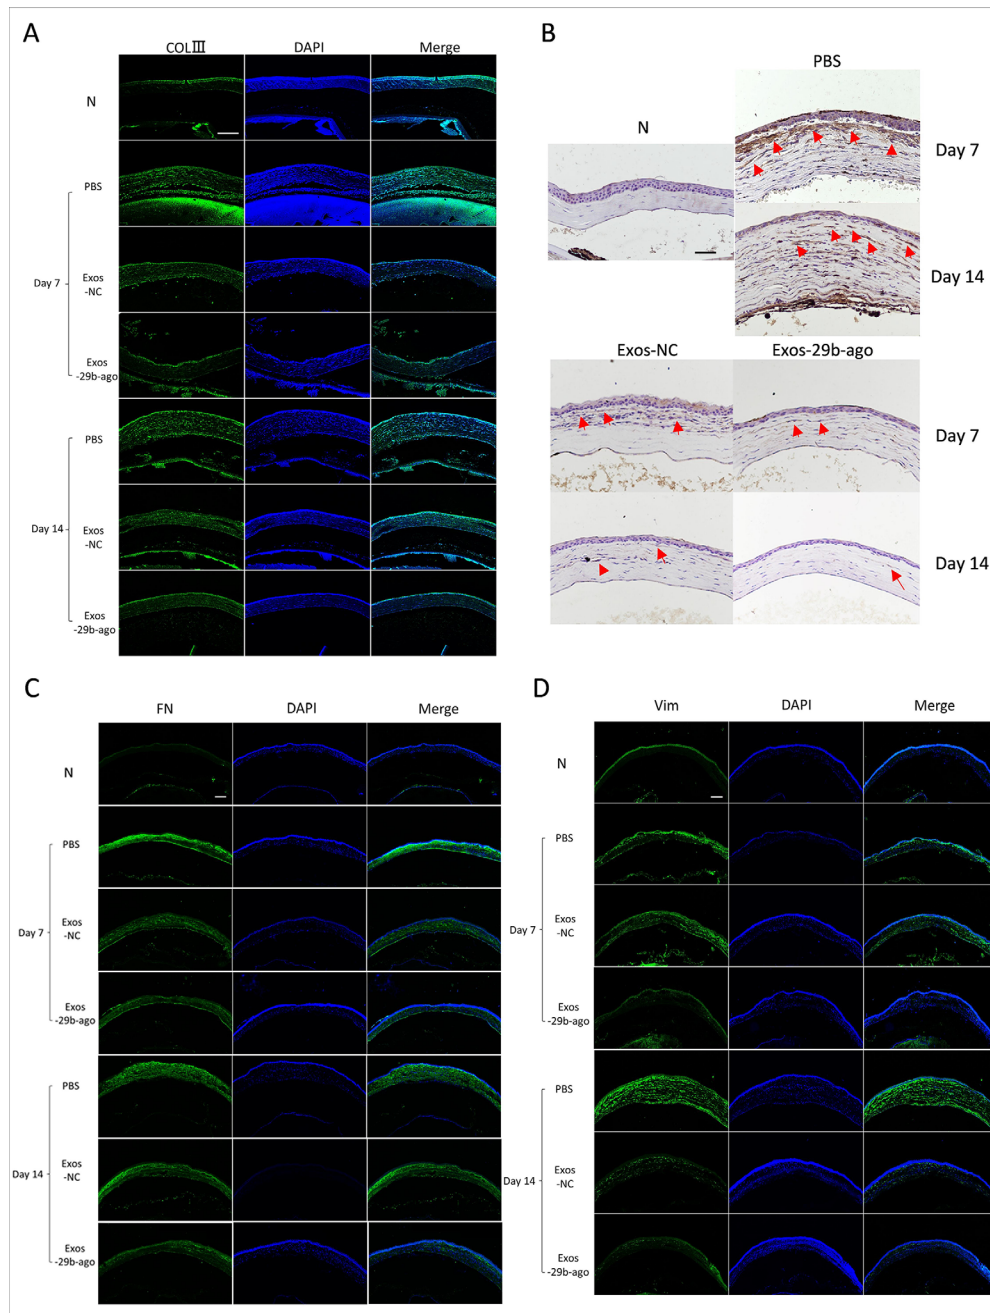 A
COLⅢ DAPI Merge
N
PBS
Day 7
Exos
-NC
Exos
-29b-ago
PBS
Day 14
Exos
-NC
Exos
-29b-ago
B
PBS
N
Day 7
Day 14
Exos-NC Exos-29b-ago
Day 7
Day 14
C
FN DAPI Merge
N
PBS
Day 7
Exos
-NC
Exos
-29b-ago
PBS
Day 14
Exos
-NC
Exos
-29b-ago
D
Vim DAPI Merge
N
PBS
Day 7
Exos
-NC
Exos
-29b-ago
PBS
Day 14
Exos
-NC
Exos
-29b-ago